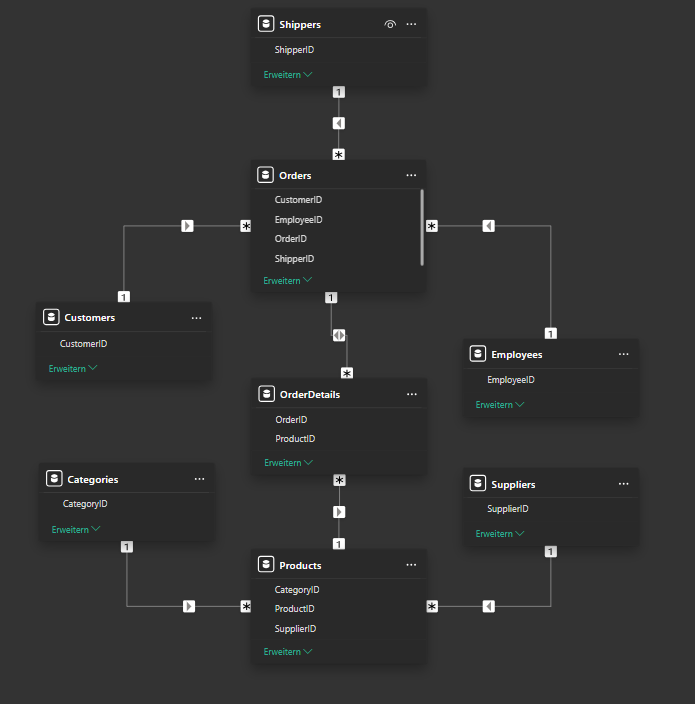 Shippers
ShipperID
Erweitern
1
*
Orders
CustomerID
EmployeeID
OrderID
ShipperID
Erweitern
*
*
1
1
1
*
Customers
CustomerID
Erweitern
Employees
EmployeeID
Erweitern
OrderDetails
OrderID
ProductID
Erweitern
*
1
Categories
CategoryID
Erweitern
1
Suppliers
SupplierID
Erweitern
1
Products
CategoryID
ProductID
SupplierID
Erweitern
*
*